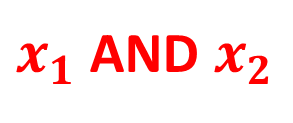 x₁ AND x₂